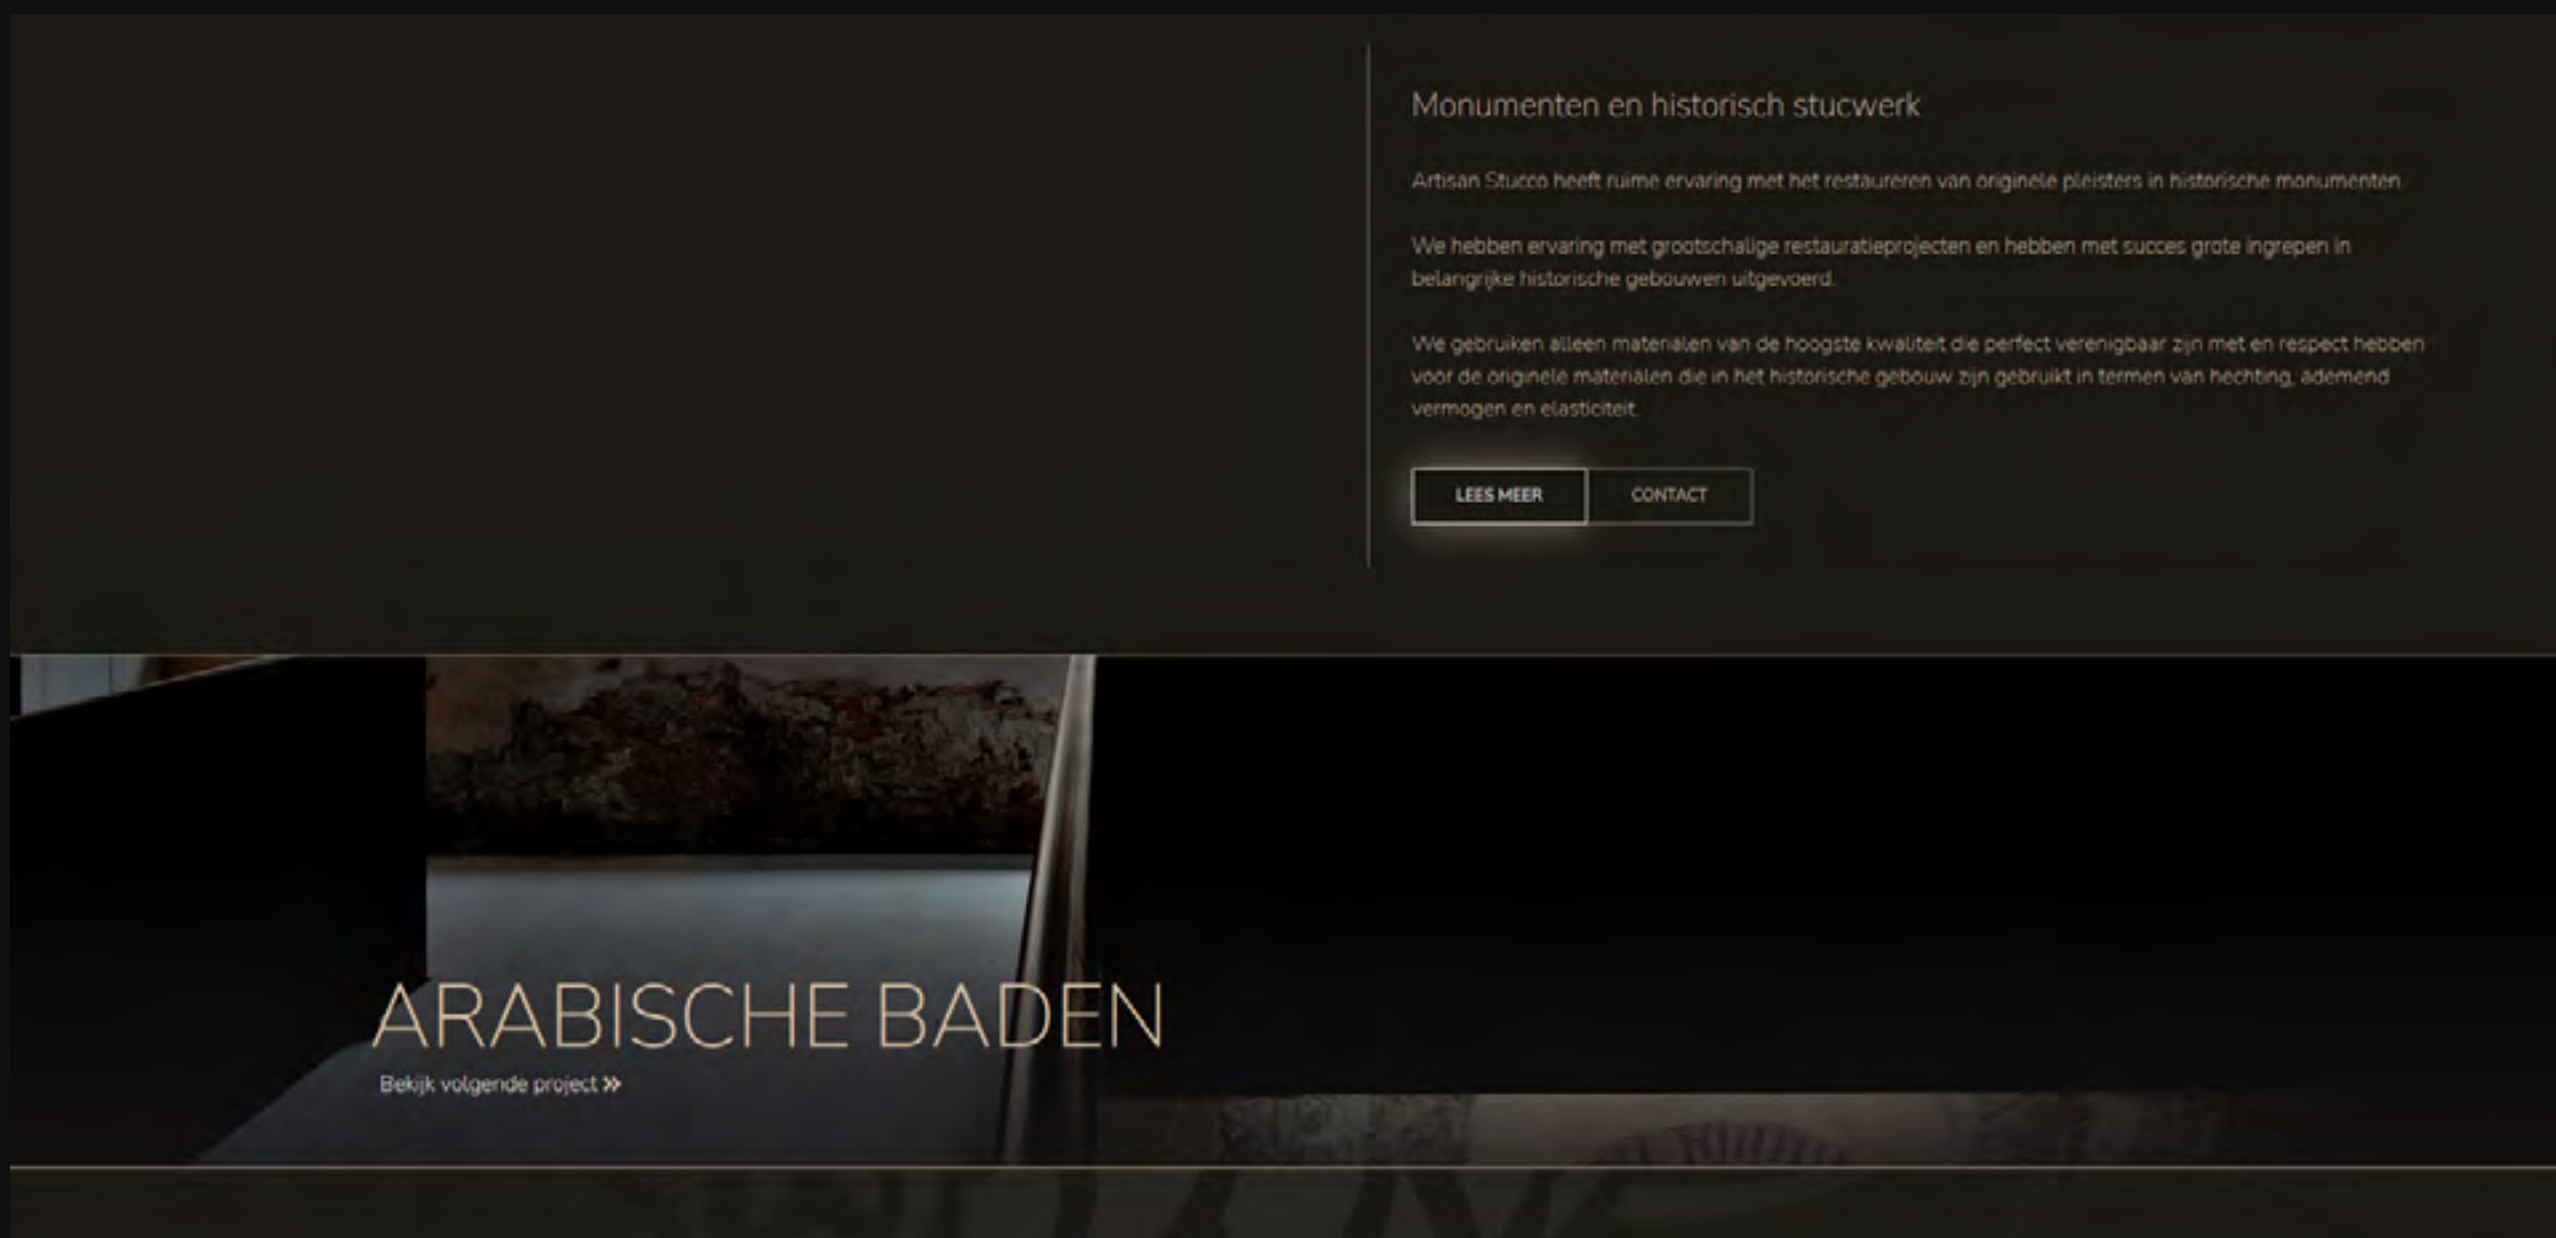 Monumenten en historisch stucwerk
Artisan Stucco heeft ruime ervaring met het restaureren van originele pleisters in historische monumenten.
We hebben ervaring met grootschalige restauratieprojecten en hebben met succes grote ingrepen in
belangrijke historische gebouwen uitgevoerd.
We gebruiken alleen materialen van de hoogste kwaliteit die perfect verenigbaar zijn met en respect hebben
voor de originele materialen die in het historische gebouw zijn gebruikt in termen van hechting, ademend
vermogen en elasticiteit.
LEES MEER CONTACT
ARABISCHE BADEN
Bekijk volgende project »